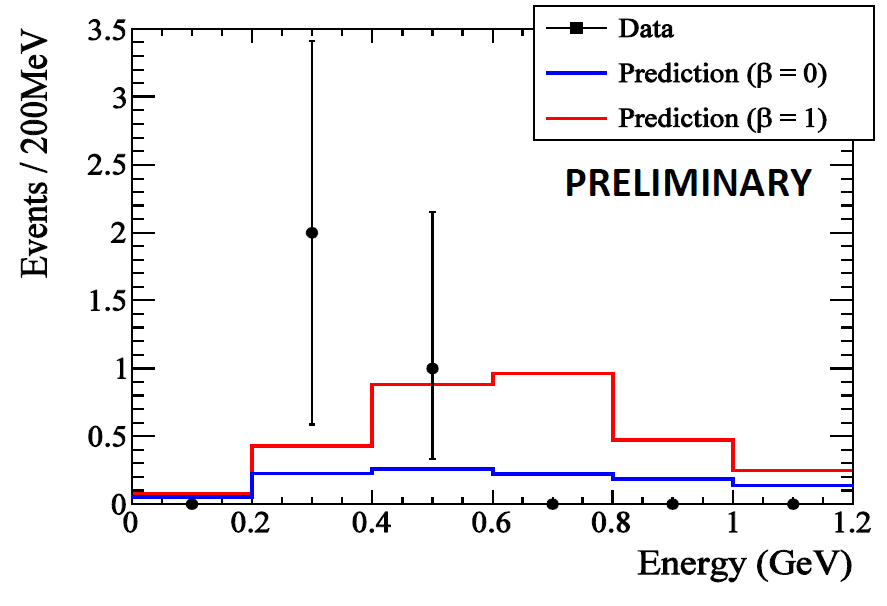 3.5
3
2.5
2
1.5
1
0.5
0
Events / 200MeV
Data
Prediction (β = 0)
Prediction (β = 1)
PRELIMINARY
0 0.2 0.4 0.6 0.8 1 1.2
Energy (GeV)